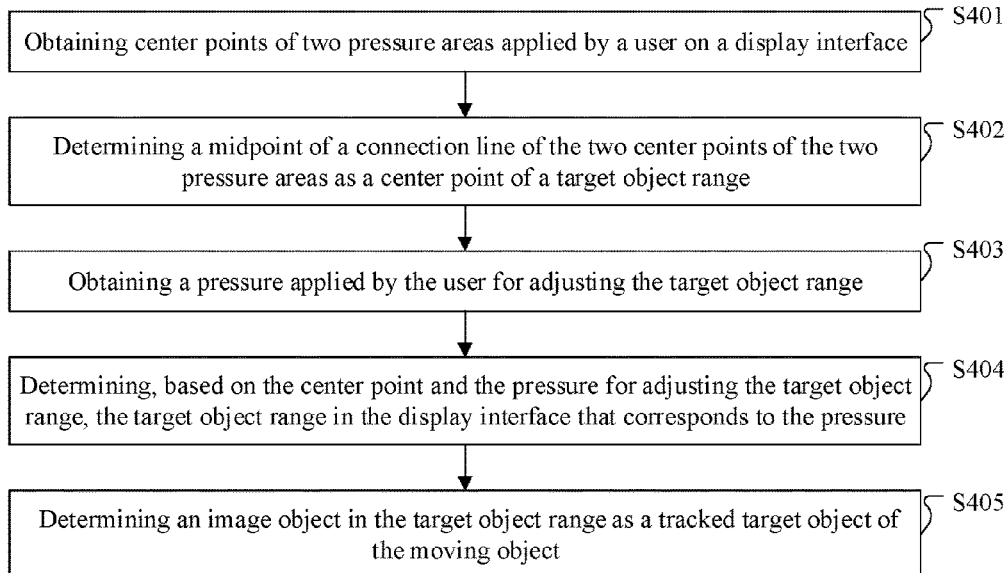 S401
Obtaining center points of two pressure areas applied by a user on a display interface
S402
Determining a midpoint of a connection line of the two center points of the two
pressure areas as a center point of a target object range
S403
Obtaining a pressure applied by the user for adjusting the target object range
S404
Determining, based on the center point and the pressure for adjusting the target object
range, the target object range in the display interface that corresponds to the pressure
S405
Determining an image object in the target object range as a tracked target object of
the moving object